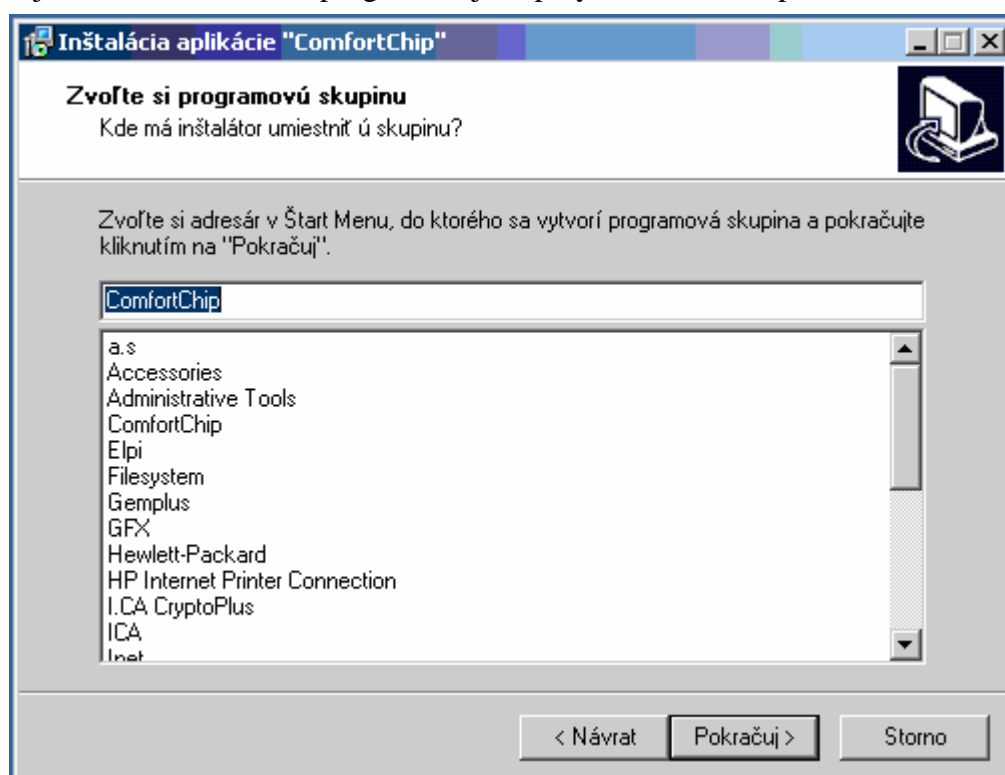 Inštalácia aplikácie "ComfortChip"
Zvoľte si programovú skupinu
Kde má inštalátor umiestniť ú skupinu?
Zvoľte si adresár v Štart Menu, do ktorého sa vytvorí programová skupina a pokračujte
kliknutím na "Pokračuj".
ComfortChip
a.s
Accessories
Administrative Tools
ComfortChip
Elpi
Filesystem
Gemplus
GFX
Hewlett-Packard
HP Internet Printer Connection
I.CA CryptoPlus
ICA
Inet
< Návrat
Pokračuj >
Storno